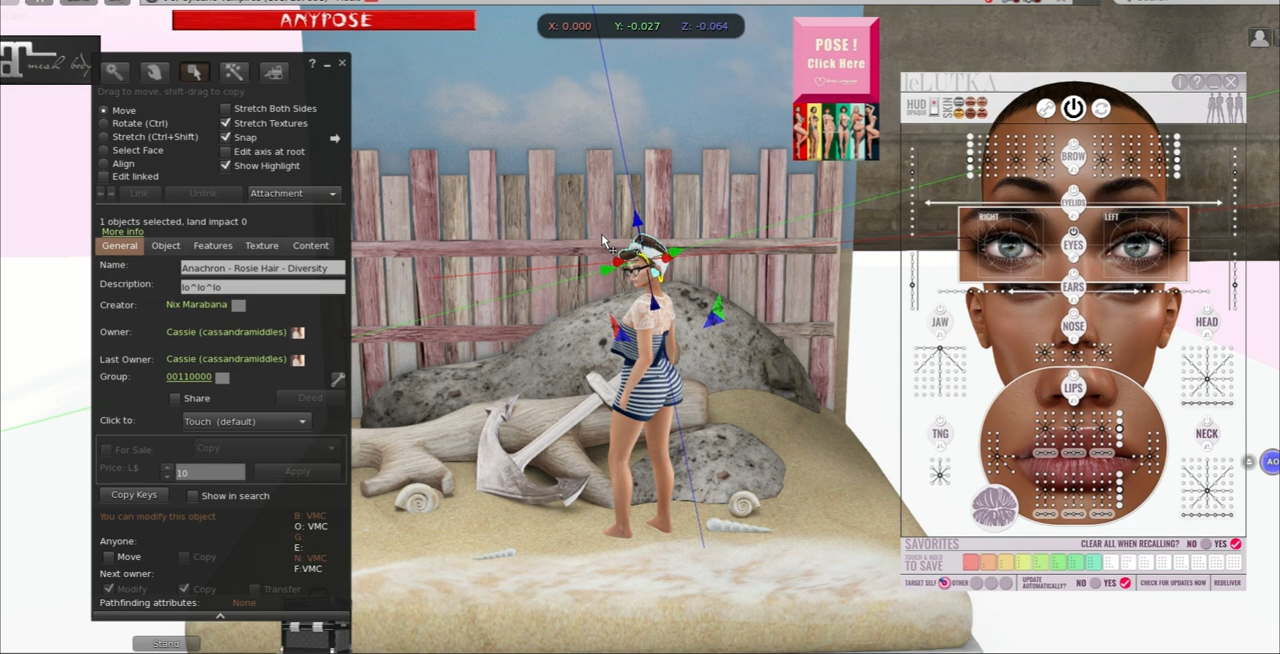 ANYPOSE
X: 0.000 Y: -0.027 Z: -0.064
mesh body
POSE !
Click Here
? _ ×
Drag to move, shift-drag to copy
Move
Rotate (Ctrl)
Stretch (Ctrl+Shift)
Select Face
Align
Edit linked
Stretch Both Sides
Stretch Textures
Snap
Edit axis at root
Show Highlight
Link
Unlink
Attachment
1 objects selected, land impact 0
More info
General Object Features Texture Content
Name: Anachron - Rosie Hair - Diversity
Description: lo^lo^lo
Creator: Nix Marabana
Owner: Cassie (cassandramiddles)
Last Owner: Cassie (cassandramiddles)
Group: 00110000
Share
Deed
Click to: Touch (default)
For Sale: Copy
Price: L$ 10 Apply
Copy Keys Show in search
You can modify this object
B: VMC
O: VMC
G:
E:
N: VMC
F:VMC
Anyone:
Move Copy
Next owner:
Modify Copy Transfer
Pathfinding attributes: None
Stand
leLUTKA
HUD
OPAQUE
SKIN
BROW
EYELIDS
RIGHT
LEFT
EYES
EARS
JAW
NOSE
HEAD
LIPS
TNG
NECK
AO
SAVORITES
CLEAR ALL WHEN RECALLING? NO YES
TOUCH & HOLD
TO SAVE
TARGET SELF OTHER
UPDATE
AUTOMATICALLY? NO YES
CHECK FOR UPDATES NOW
REDELIVER